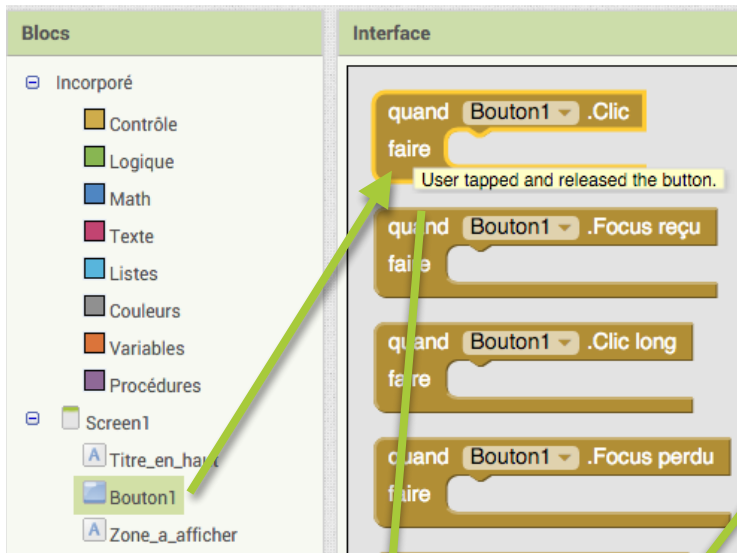 Blocs
Interface
Incorporé
Contrôle
Logique
Math
Texte
Listes
Couleurs
Variables
Procédures
Screen1
A Titre_en_haut
Bouton1
A Zone_a_afficher
quand Bouton1 .Clic
faire
User tapped and released the button.
quand Bouton1 .Focus reçu
faire
quand Bouton1 .Clic long
faire
quand Bouton1 .Focus perdu
faire